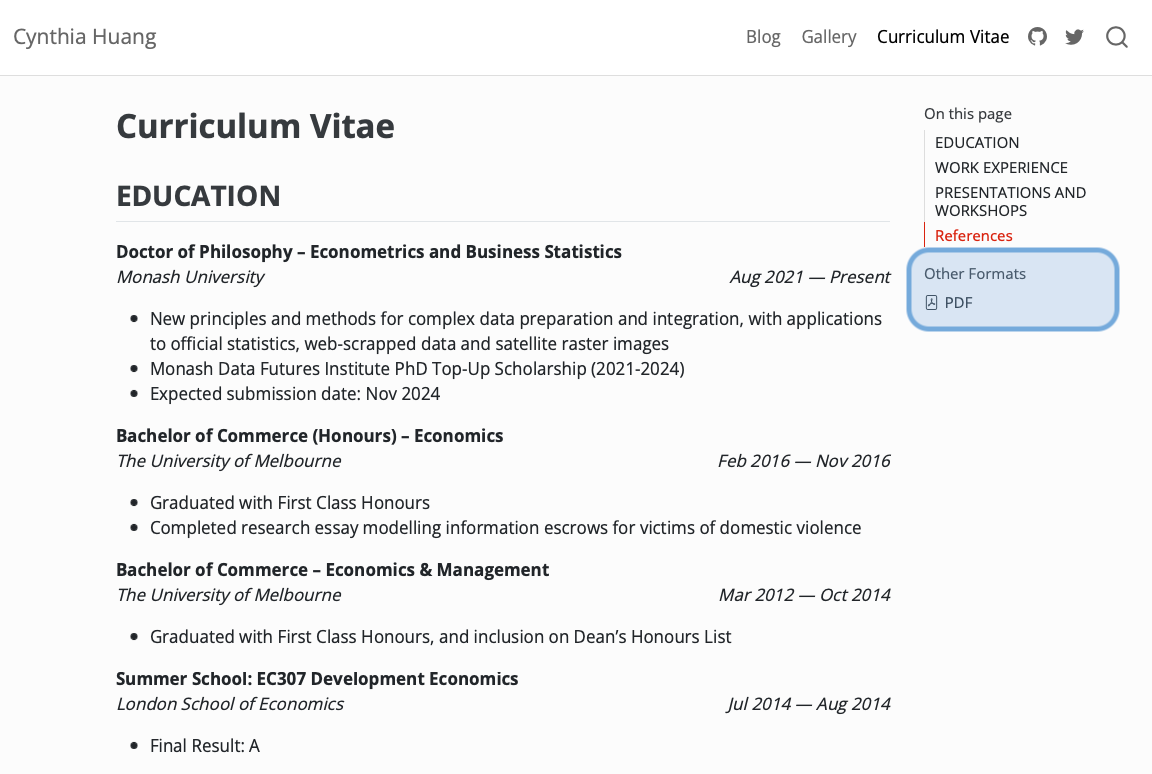 Cynthia Huang
Blog Gallery Curriculum Vitae
Curriculum Vitae
EDUCATION
Doctor of Philosophy – Econometrics and Business Statistics
Monash University Aug 2021 — Present
• New principles and methods for complex data preparation and integration, with applications
to official statistics, web-scrapped data and satellite raster images
• Monash Data Futures Institute PhD Top-Up Scholarship (2021-2024)
• Expected submission date: Nov 2024
Bachelor of Commerce (Honours) – Economics
The University of Melbourne Feb 2016 — Nov 2016
• Graduated with First Class Honours
• Completed research essay modelling information escrows for victims of domestic violence
Bachelor of Commerce – Economics & Management
The University of Melbourne Mar 2012 — Oct 2014
• Graduated with First Class Honours, and inclusion on Dean’s Honours List
Summer School: EC307 Development Economics
London School of Economics Jul 2014 — Aug 2014
• Final Result: A
On this page
EDUCATION
WORK EXPERIENCE
PRESENTATIONS AND
WORKSHOPS
References
Other Formats
PDF